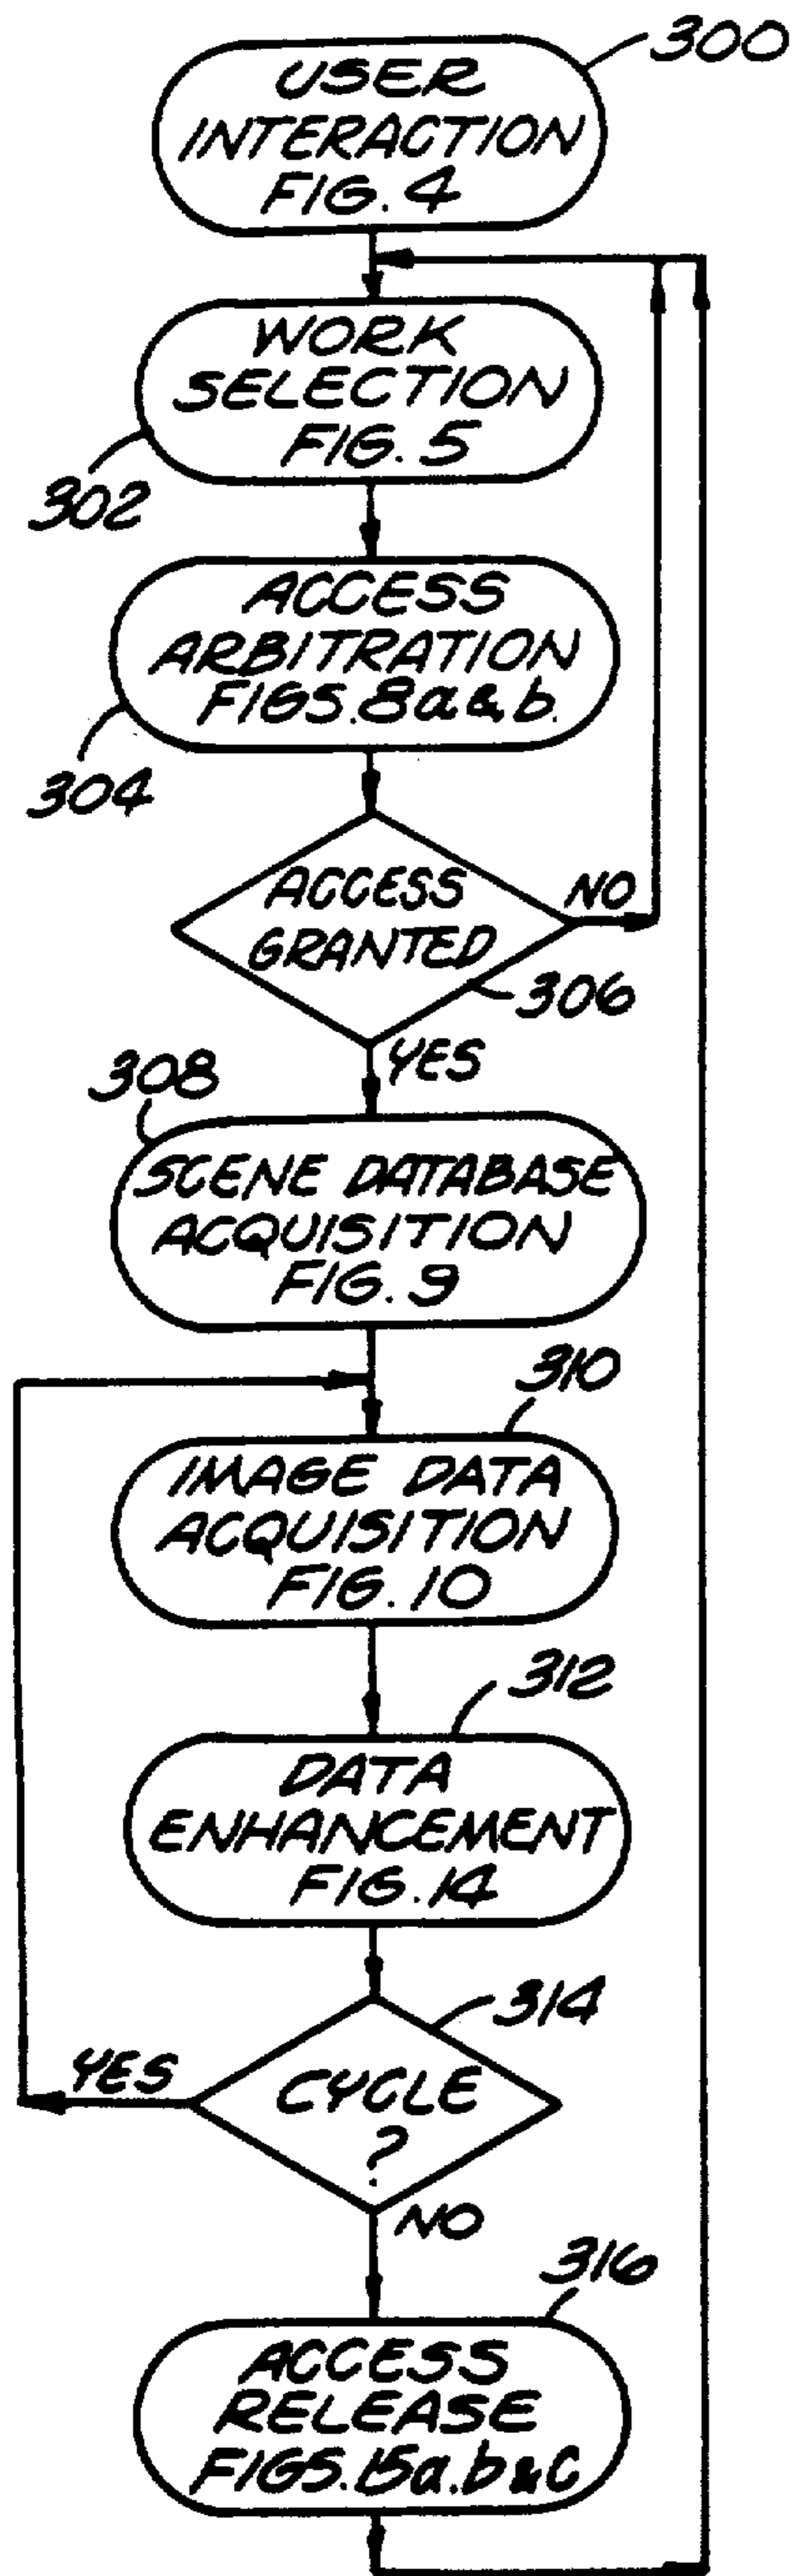 300
USER
INTERACTION
FIG. 4
WORK
SELECTION
FIG. 5
302
ACCESS
ARBITRATION
FIGS. 8a & b.
304
ACCESS
GRANTED
NO
306
YES
308
SCENE DATABASE
ACQUISITION
FIG. 9
310
IMAGE DATA
ACQUISITION
FIG. 10
312
DATA
ENHANCEMENT
FIG. 14
314
CYCLE
?
YES
NO
316
ACCESS
RELEASE
FIGS. 15a. b & C